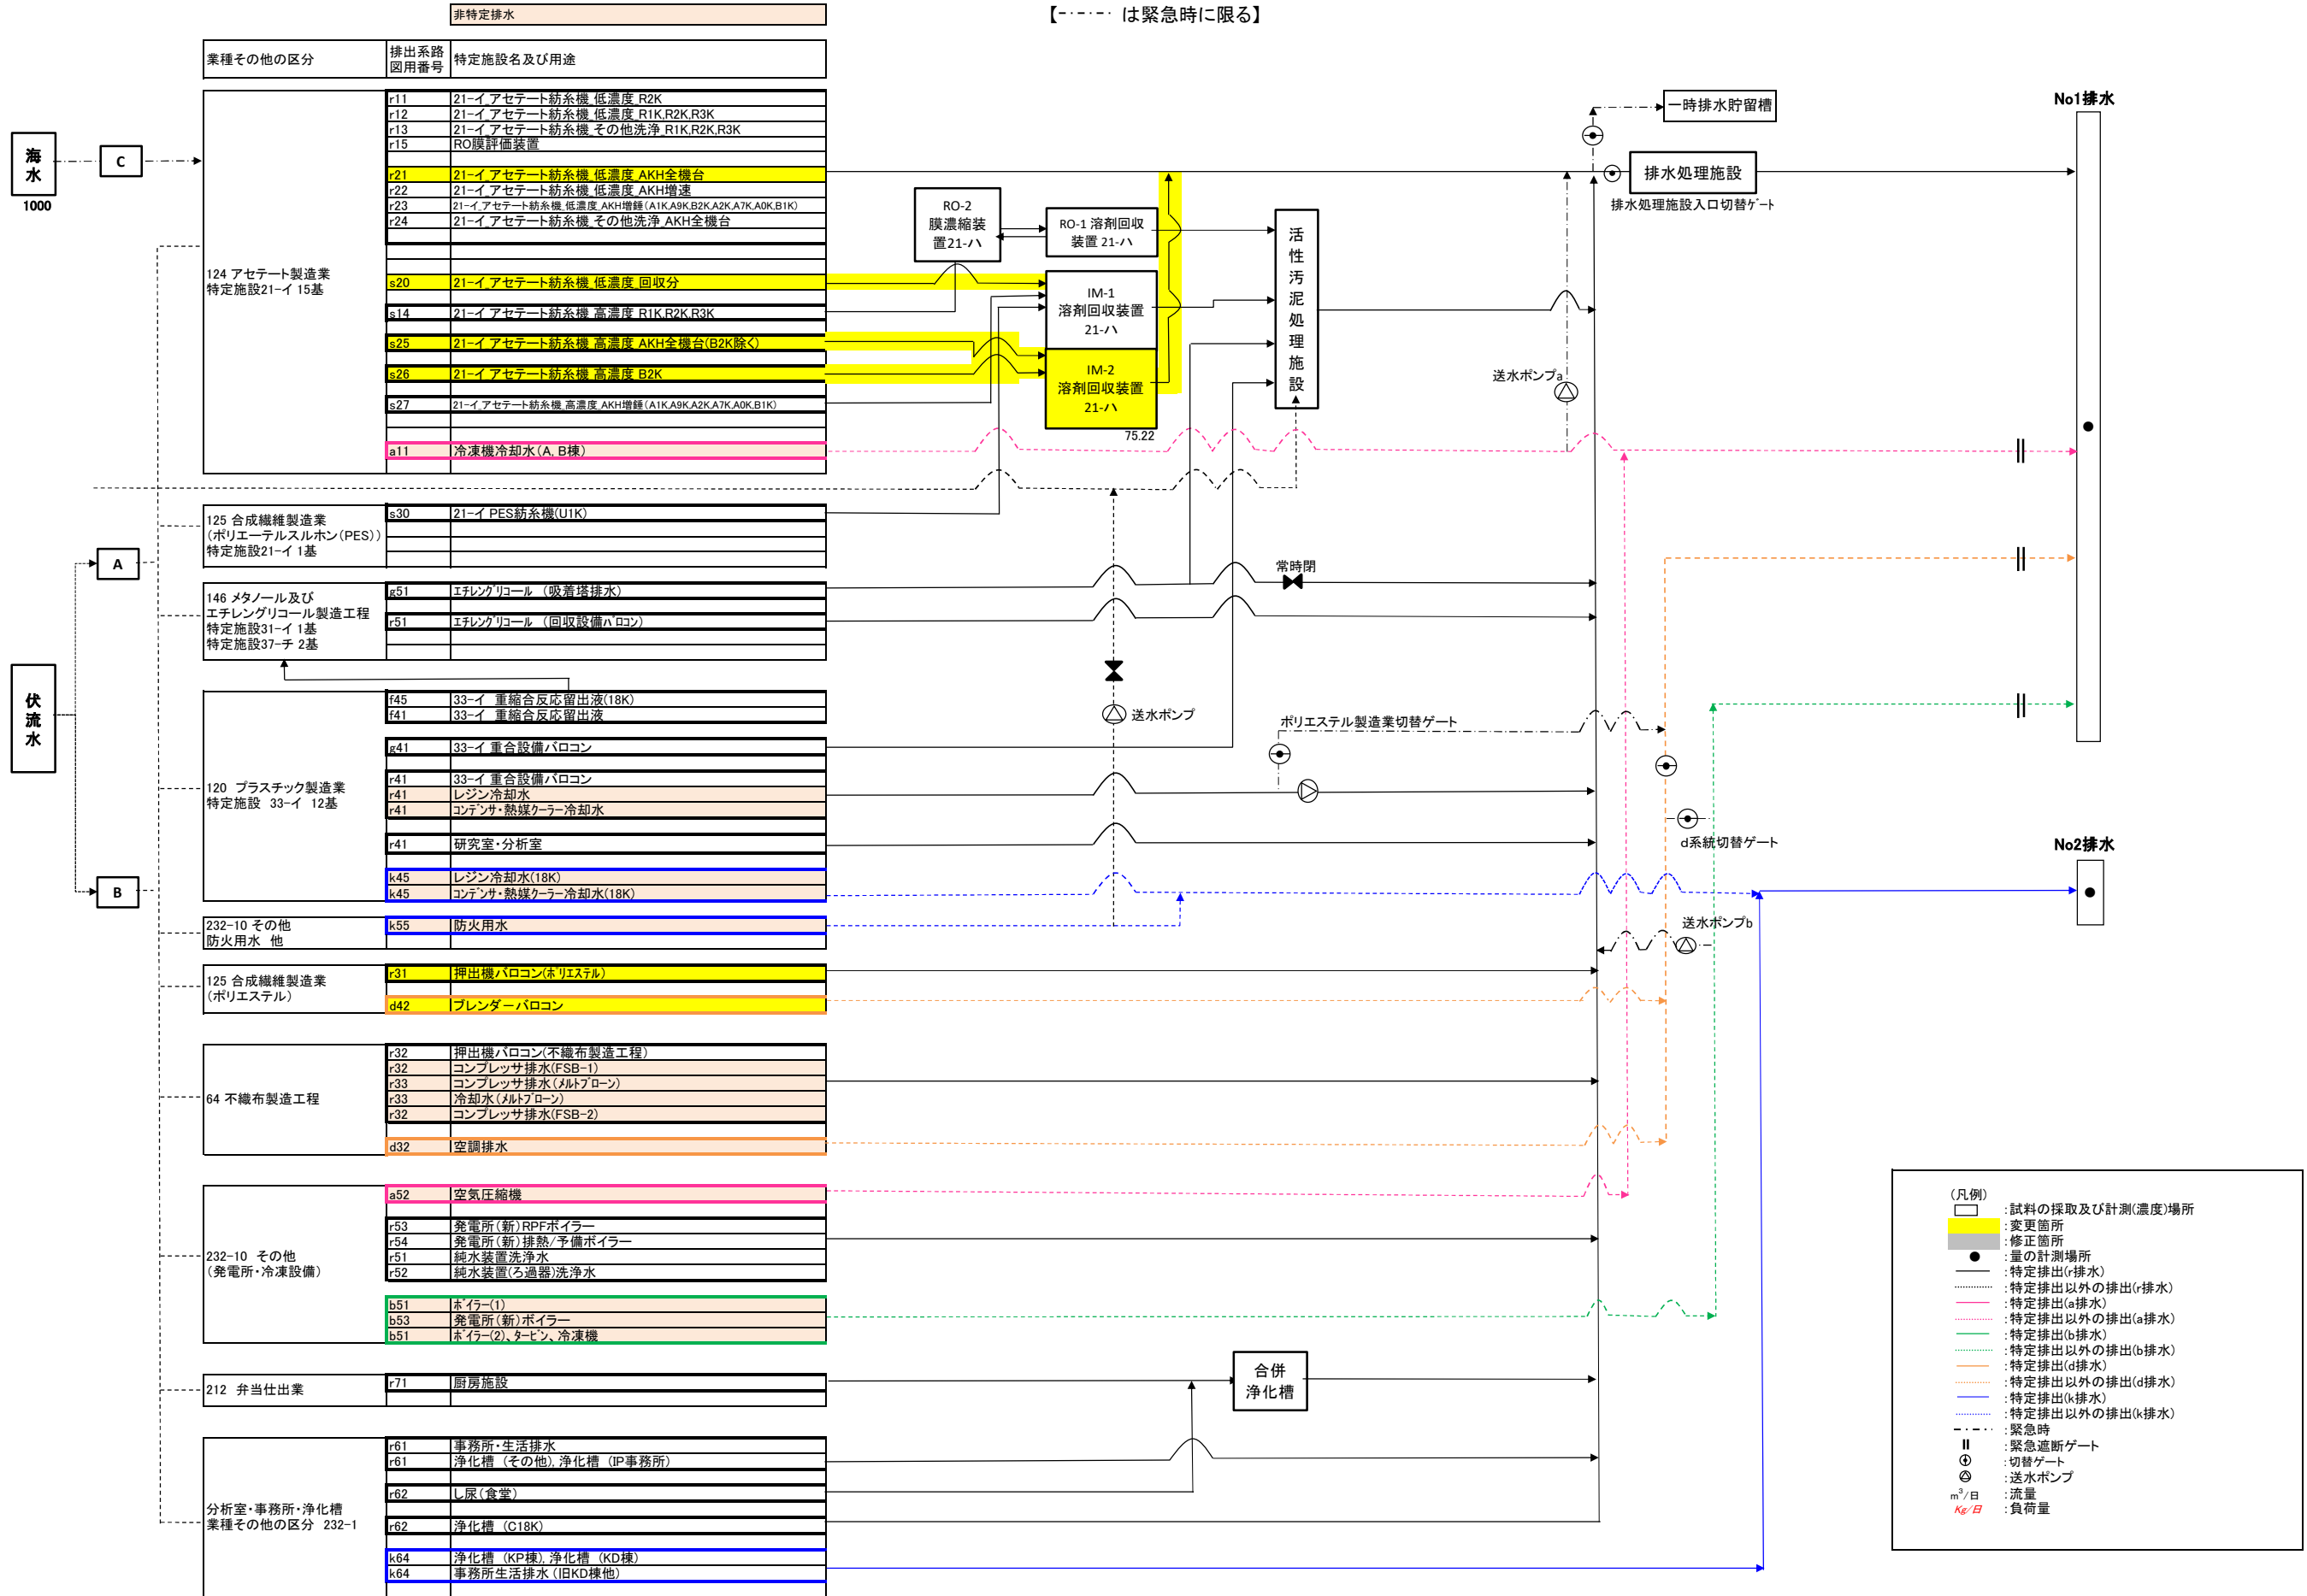 非特定排水
【-・-・-・- は緊急時に限る】
業種その他の区分
排出系路
図用番号
特定施設名及び用途
海水
1000
C
A
B
伏流水
124 アセテート製造業
特定施設21-イ 15基
r11 21-イ_アセテート紡糸機_低濃度_R2K
r12 21-イ_アセテート紡糸機_低濃度_R1K,R2K,R3K
r13 21-イ_アセテート紡糸機_その他洗浄_R1K,R2K,R3K
r15 RO膜評価装置
r21 21-イ_アセテート紡糸機_低濃度_AKH全機台
r22 21-イ_アセテート紡糸機_低濃度_AKH増速
r23 21-イ_アセテート紡糸機_低濃度_AKH増錘(A1K,A9K,B2K,A2K,A7K,A0K,B1K)
r24 21-イ_アセテート紡糸機_その他洗浄_AKH全機台
s20 21-イ_アセテート紡糸機_低濃度_回収分
s14 21-イ_アセテート紡糸機_高濃度_R1K,R2K,R3K
s25 21-イ_アセテート紡糸機_高濃度_AKH全機台(B2K除く)
s26 21-イ_アセテート紡糸機_高濃度_B2K
s27 21-イ_アセテート紡糸機_高濃度_AKH増錘(A1K,A9K,A2K,A7K,A0K,B1K)
a11 冷凍機冷却水(A, B棟)
125 合成繊維製造業
(ポリエーテルスルホン(PES))
特定施設21-イ 1基
s30 21-イ PES紡糸機(U1K)
146 メタノール及び
エチレングリコール製造工程
特定施設31-イ 1基
特定施設37-チ 2基
g51 エチレングリコール (吸着塔排水)
r51 エチレングリコール (回収設備バロコン)
120 プラスチック製造業
特定施設 33-イ 12基
f45 33-イ 重縮合反応留出液(18K)
f41 33-イ 重縮合反応留出液
g41 33-イ 重合設備バロコン
r41 33-イ 重合設備バロコン
r41 レジン冷却水
r41 コンデンサ・熱媒クーラー冷却水
r41 研究室・分析室
k45 レジン冷却水(18K)
k45 コンデンサ・熱媒クーラー冷却水(18K)
232-10 その他
防火用水 他
k55 防火用水
125 合成繊維製造業
(ポリエステル)
r31 押出機バロコン(ポリエステル)
d42 ブレンダーバロコン
64 不織布製造工程
r32 押出機バロコン(不織布製造工程)
r32 コンプレッサ排水(FSB-1)
r33 コンプレッサ排水(メルトブローン)
r33 冷却水(メルトブローン)
r32 コンプレッサ排水(FSB-2)
d32 空調排水
232-10 その他
(発電所・冷凍設備)
a52 空気圧縮機
r53 発電所(新)RPFボイラー
r54 発電所(新)排熱/予備ボイラー
r51 純水装置洗浄水
r52 純水装置(ろ過器)洗浄水
b51 ボイラー(1)
b53 発電所(新)ボイラー
b51 ボイラー(2)、タービン、冷凍機
212 弁当仕出業
r71 厨房施設
分析室・事務所・浄化槽
業種その他の区分 232-1
r61 事務所・生活排水
r61 浄化槽 (その他), 浄化槽 (IP事務所)
r62 し尿(食堂)
r62 浄化槽 (C18K)
k64 浄化槽 (KP棟), 浄化槽 (KD棟)
k64 事務所生活排水(旧KD棟他)
RO-2
膜濃縮装
置21-ハ
RO-1 溶剤回収
装置 21-ハ
IM-1
溶剤回収装置
21-ハ
IM-2
溶剤回収装置
21-ハ
75.22
活性汚泥処理施設
一時排水貯留槽
排水処理施設
排水処理施設入口切替ゲート
送水ポンプa
常時閉
送水ポンプ
ポリエステル製造業切替ゲート
d系統切替ゲート
送水ポンプb
合併
浄化槽
No1排水
No2排水
(凡例)
:試料の採取及び計測(濃度)場所
:変更箇所
:修正箇所
:量の計測場所
:特定排出(r排水)
:特定排出以外の排出(r排水)
:特定排出(a排水)
:特定排出以外の排出(a排水)
:特定排出(b排水)
:特定排出以外の排出(b排水)
:特定排出(d排水)
:特定排出以外の排出(d排水)
:特定排出(k排水)
:特定排出以外の排出(k排水)
:緊急時
:緊急遮断ゲート
:切替ゲート
:送水ポンプ
m³/日 :流量
Kg/日 :負荷量